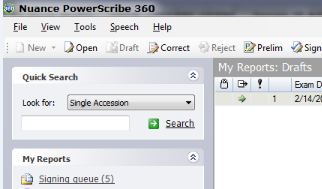 Nuance PowerScribe 360
File View Tools Speech Help
New Open Draft Correct Reject Prelim Sign
My Reports: Drafts
Quick Search
Look for: Single Accession
Search
Exam D
1 2/14/20
My Reports
Signing queue (5)